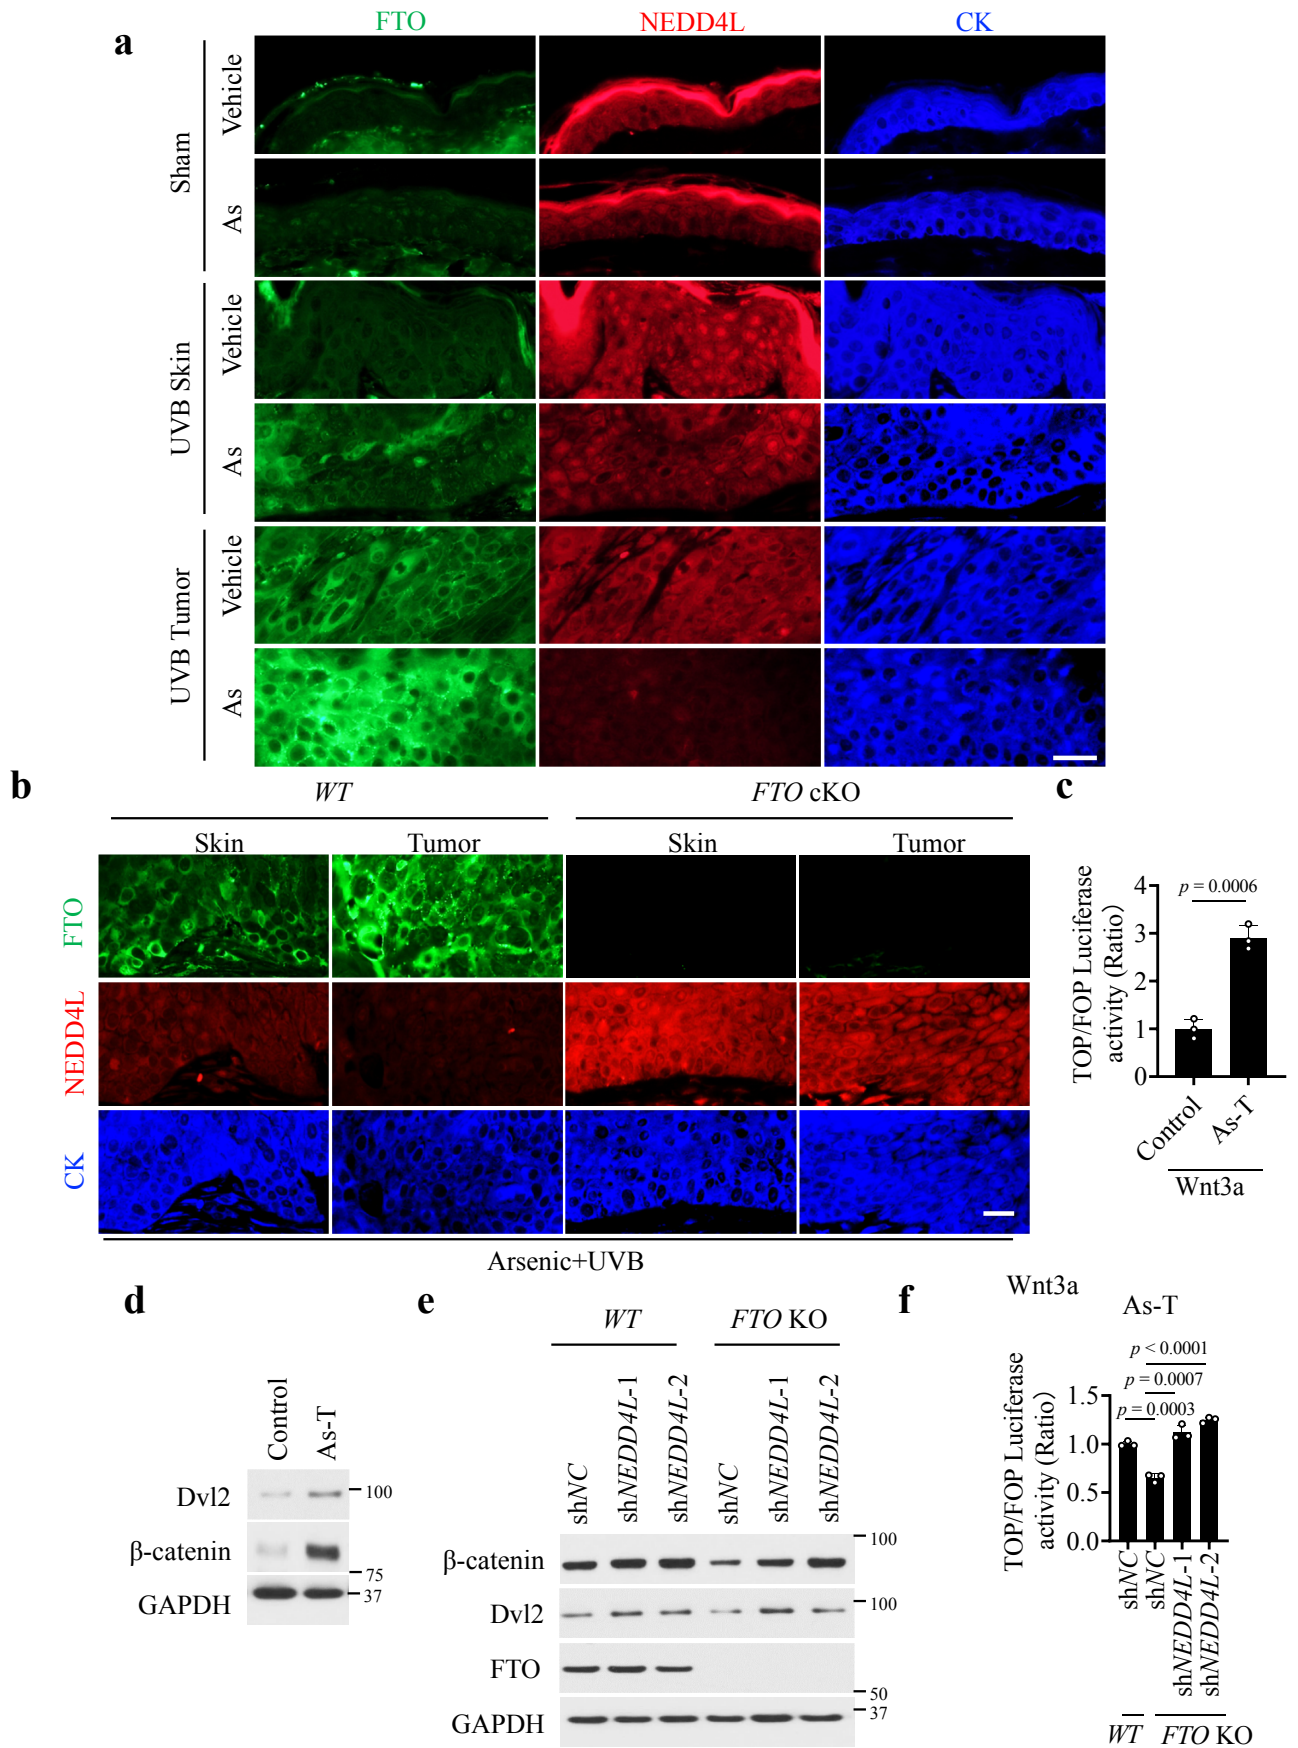 a
FTO
NEDD4L
CK
Sham
Vehicle
As
UVB Skin
Vehicle
As
UVB Tumor
Vehicle
As
b
WT
FTO cKO
Skin
Tumor
Skin
Tumor
FTO
NEDD4L
CK
Arsenic+UVB
c
TOP/FOP Luciferase
activity (Ratio)
4
3
2
1
0
p = 0.0006
Control
As-T
Wnt3a
d
Control
As-T
Dvl2
100
β-catenin
75
GAPDH
37
e
WT
FTO KO
shNC
shNEDD4L-1
shNEDD4L-2
shNC
shNEDD4L-1
shNEDD4L-2
β-catenin
100
Dvl2
100
FTO
50
GAPDH
37
f
Wnt3a
As-T
TOP/FOP Luciferase
activity (Ratio)
1.5
1.0
0.5
0.0
p < 0.0001
p = 0.0007
p = 0.0003
shNC
shNC
shNEDD4L-1
shNEDD4L-2
WT
FTO KO